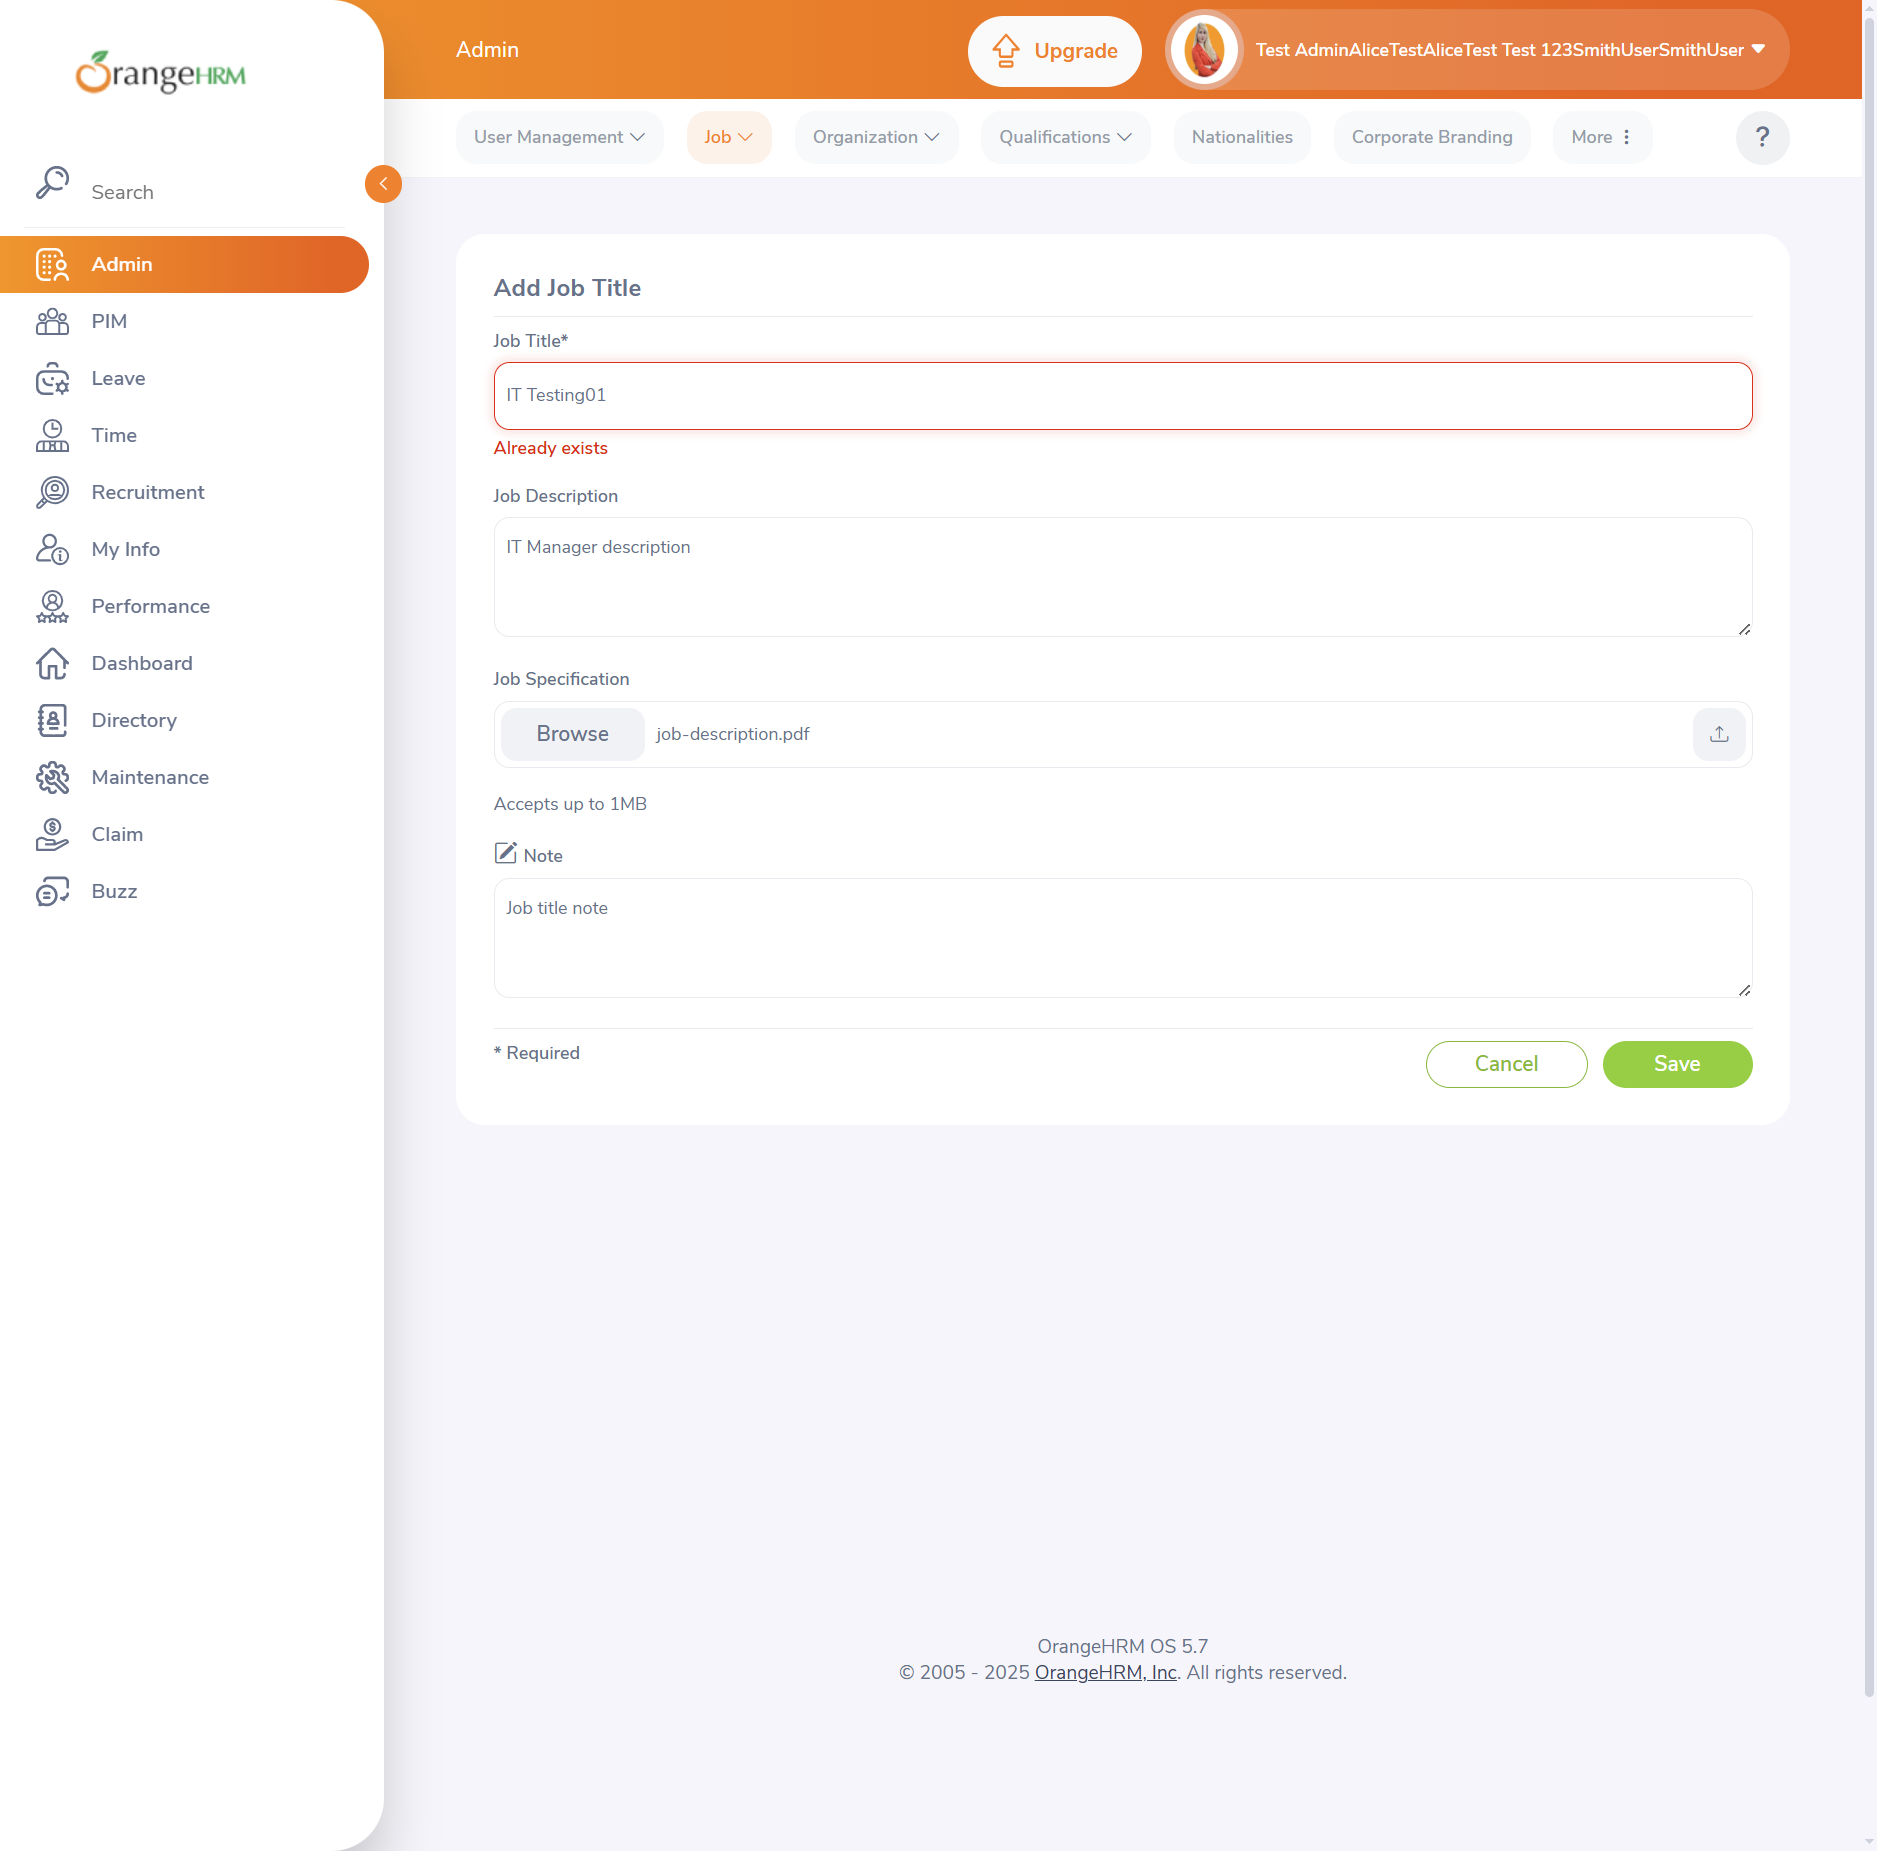 OrangeHRM
Admin
Upgrade
Test AdminAliceTestAliceTest Test 123SmithUserSmithUser
User Management
Job
Organization
Qualifications
Nationalities
Corporate Branding
More
?
Search
Admin
PIM
Leave
Time
Recruitment
My Info
Performance
Dashboard
Directory
Maintenance
Claim
Buzz
Add Job Title
Job Title*
IT Testing01
Already exists
Job Description
IT Manager description
Job Specification
Browse job-description.pdf
Accepts up to 1MB
Note
Job title note
* Required
Cancel
Save
OrangeHRM OS 5.7
© 2005 - 2025 OrangeHRM, Inc. All rights reserved.